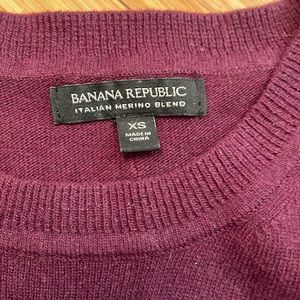 BANANA REPUBLIC
ITALIAN MERINO BLEND
XS
MADE IN
CHINA